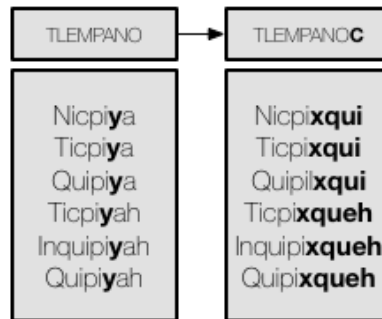 TLEMPANO
TLEMPANOC
Nicpiya
Ticpiya
Quipiya
Ticpiyah
Inquipiyah
Quipiyah
Nicpixqui
Ticpixqui
Quipilxqui
Ticpixqueh
Inquipixqueh
Quipixqueh